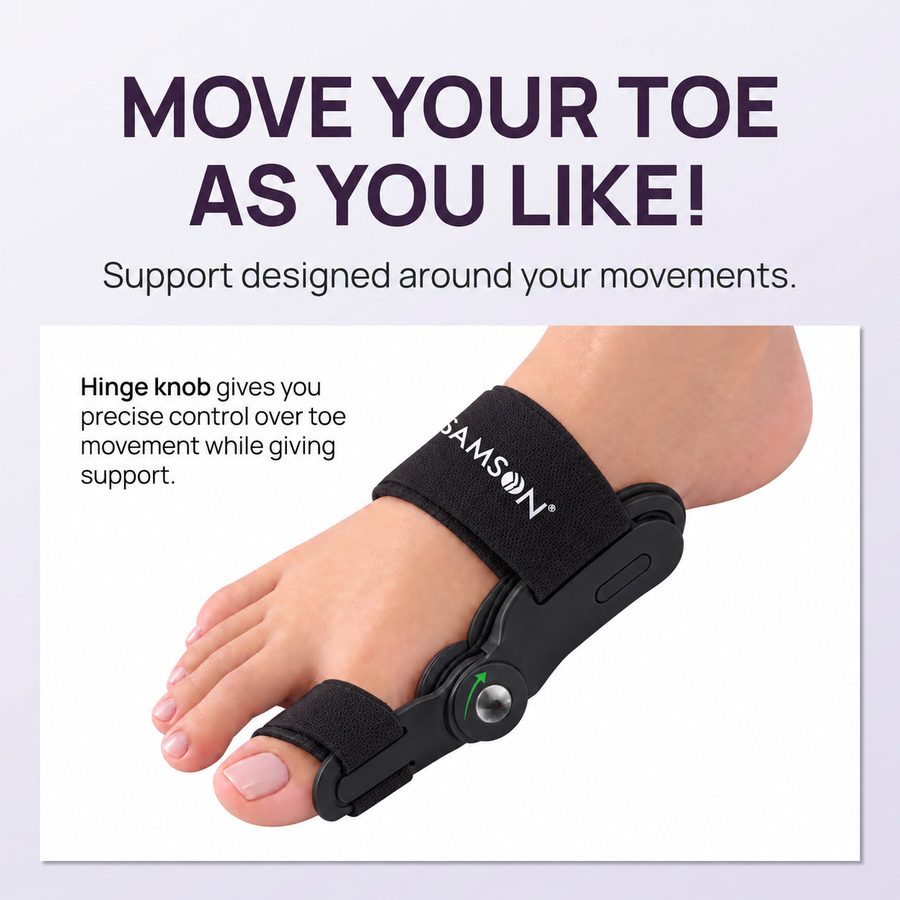 MOVE YOUR TOE
AS YOU LIKE!
Support designed around your movements.
Hinge knob gives you
precise control over toe
movement while giving
support.
SAMSON®